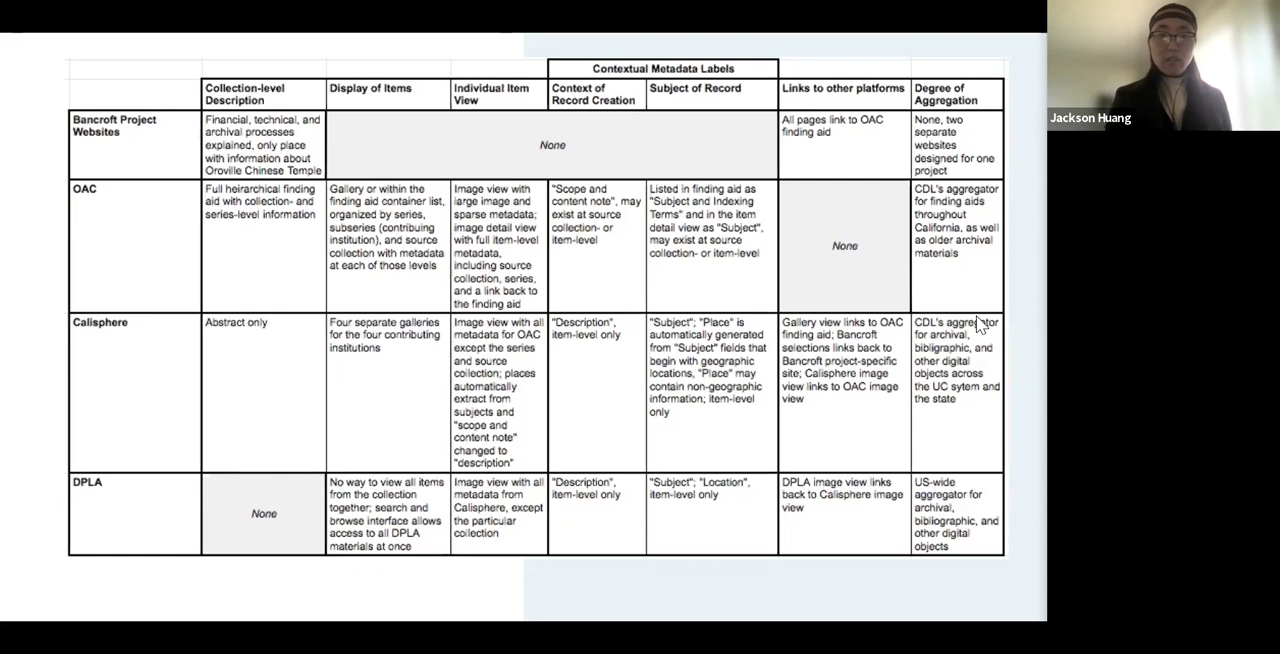 Contextual Metadata Labels
Collection-level
Description
Display of Items
Individual Item
View
Context of
Record Creation
Subject of Record
Links to other platforms
Degree of
Aggregation
Bancroft Project
Websites
Financial, technical, and
archival processes
explained, only place
with information about
Oroville Chinese Temple
None
All pages link to OAC
finding aid
None, two
separate
websites
designed for one
project
OAC
Full heirarchical finding
aid with collection- and
series-level information
Gallery or within the
finding aid container list,
organized by series,
subseries (contributing
institution), and source
collection with metadata
at each of those levels
Image view with
large image and
sparse metadata;
image detail view
with full item-level
metadata,
including source
collection, series,
and a link back to
the finding aid
"Scope and
content note", may
exist at source
collection- or
item-level
Listed in finding aid as
"Subject and Indexing
Terms" and in the item
detail view as "Subject",
may exist at source
collection- or item-level
None
CDL's aggregator
for finding aids
throughout
California, as well
as older archival
materials
Calisphere
Abstract only
Four separate galleries
for the four contributing
institutions
Image view with all
metadata for OAC
except the series
and source
collection; places
automatically
extract from
subjects and
"scope and
content note"
changed to
"description"
"Description",
item-level only
"Subject"; "Place" is
automatically generated
from "Subject" fields that
begin with geographic
locations, "Place" may
contain non-geographic
information; item-level
only
Gallery view links to OAC
finding aid; Bancroft
selections links back to
Bancroft project-specific
site; Calisphere image
view links to OAC image
view
CDL's aggregator
for archival,
bibligraphic, and
other digital
objects across
the UC sytem and
the state
DPLA
None
No way to view all items
from the collection
together; search and
browse interface allows
access to all DPLA
materials at once
Image view with all
metadata from
Calisphere, except
the particular
collection
"Description",
item-level only
"Subject"; "Location",
item-level only
DPLA image view links
back to Calisphere image
view
US-wide
aggregator for
archival,
bibliographic, and
other digital
objects
Jackson Huang